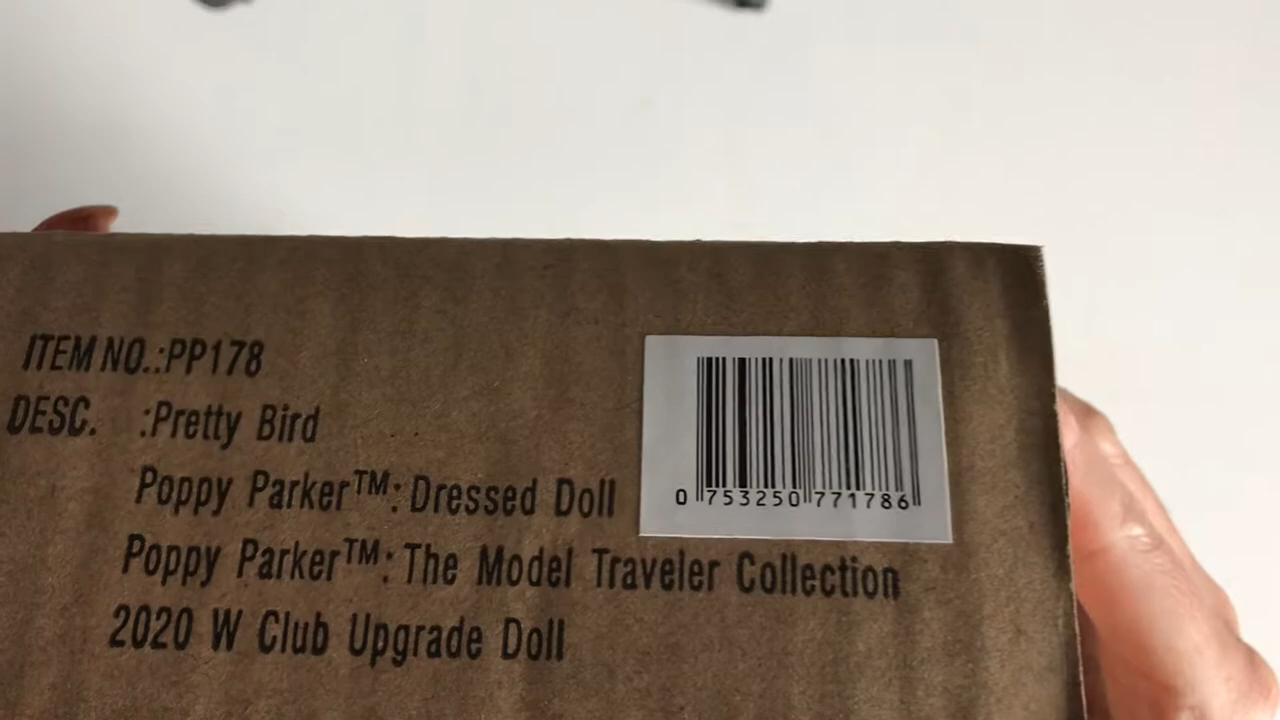 ITEM NO.:PP178
DESC. :Pretty Bird
Poppy Parker™: Dressed Doll
Poppy Parker™: The Model Traveler Collection
2020 W Club Upgrade Doll
0 753250 771786